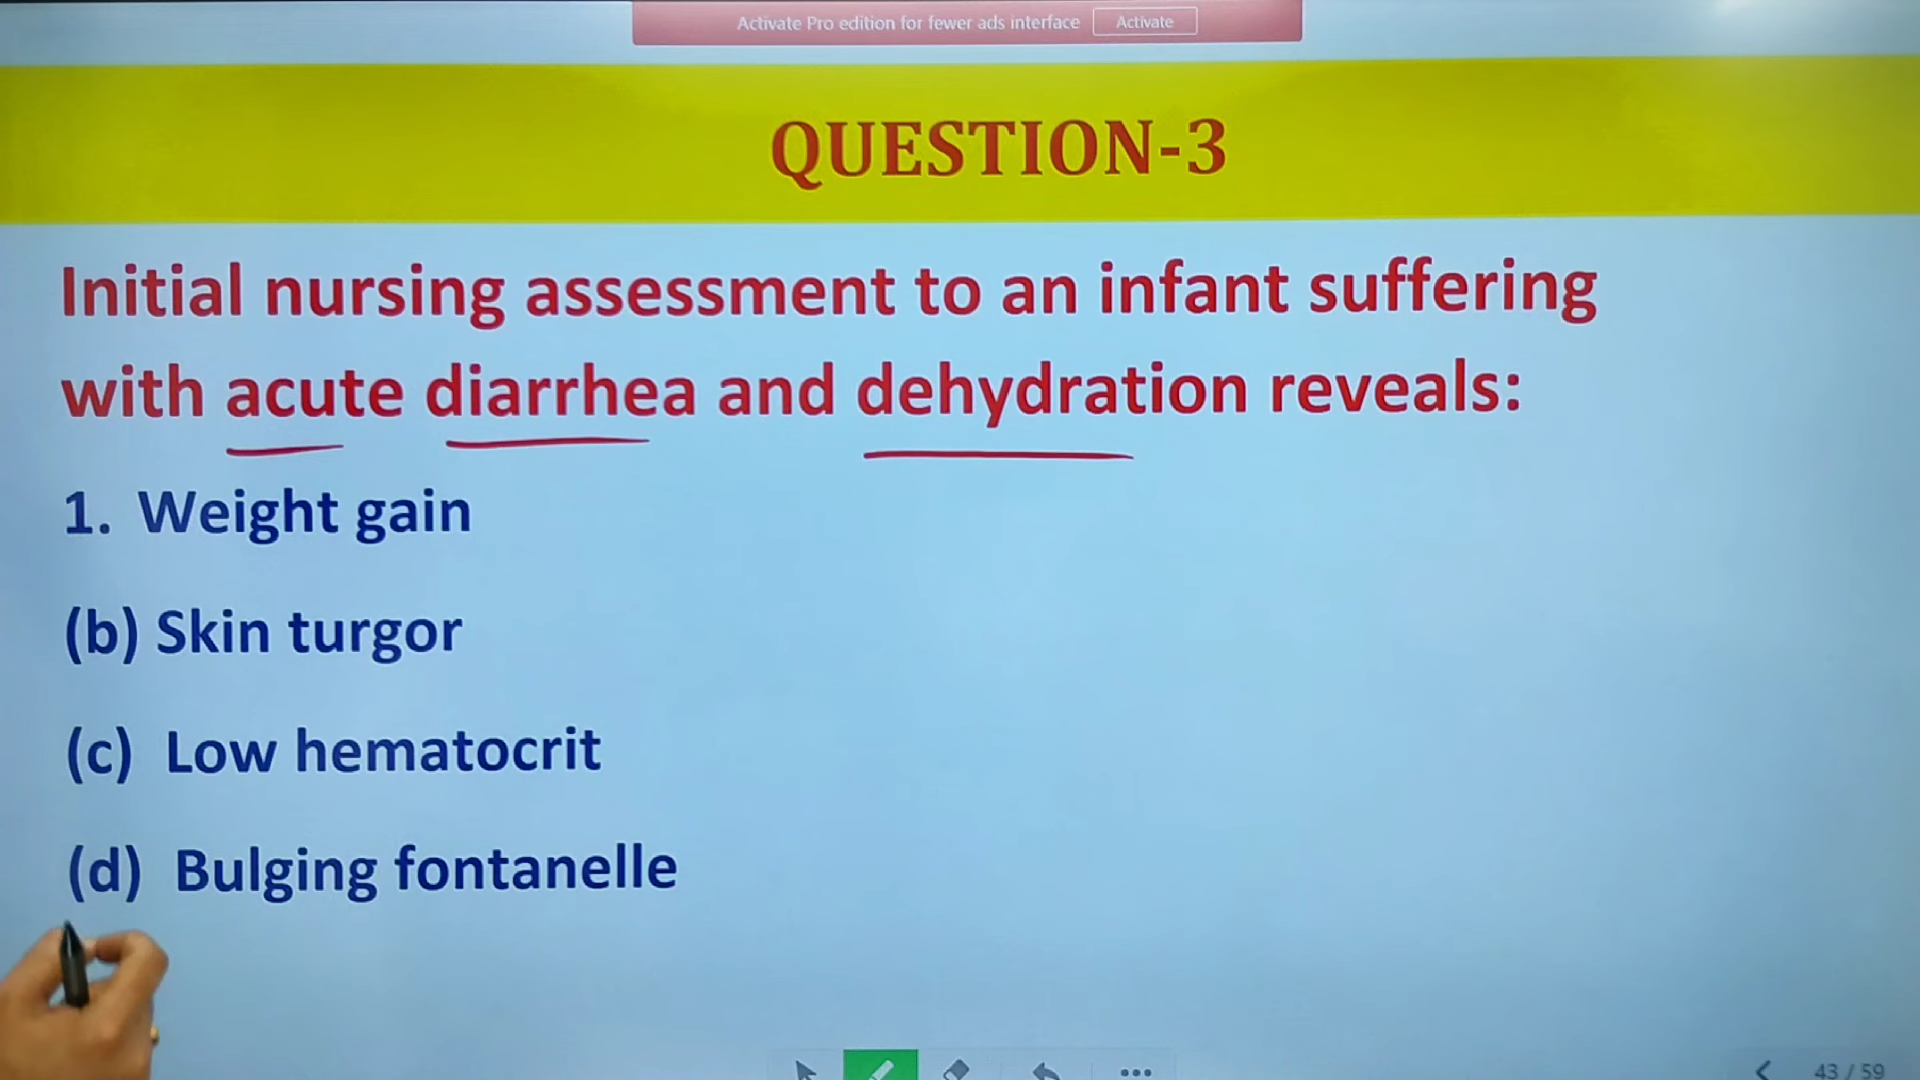 Activate Pro edition for fewer ads interface Activate
QUESTION-3
Initial nursing assessment to an infant suffering
with acute diarrhea and dehydration reveals:
1. Weight gain
(b) Skin turgor
(c) Low hematocrit
(d) Bulging fontanelle
43 / 59